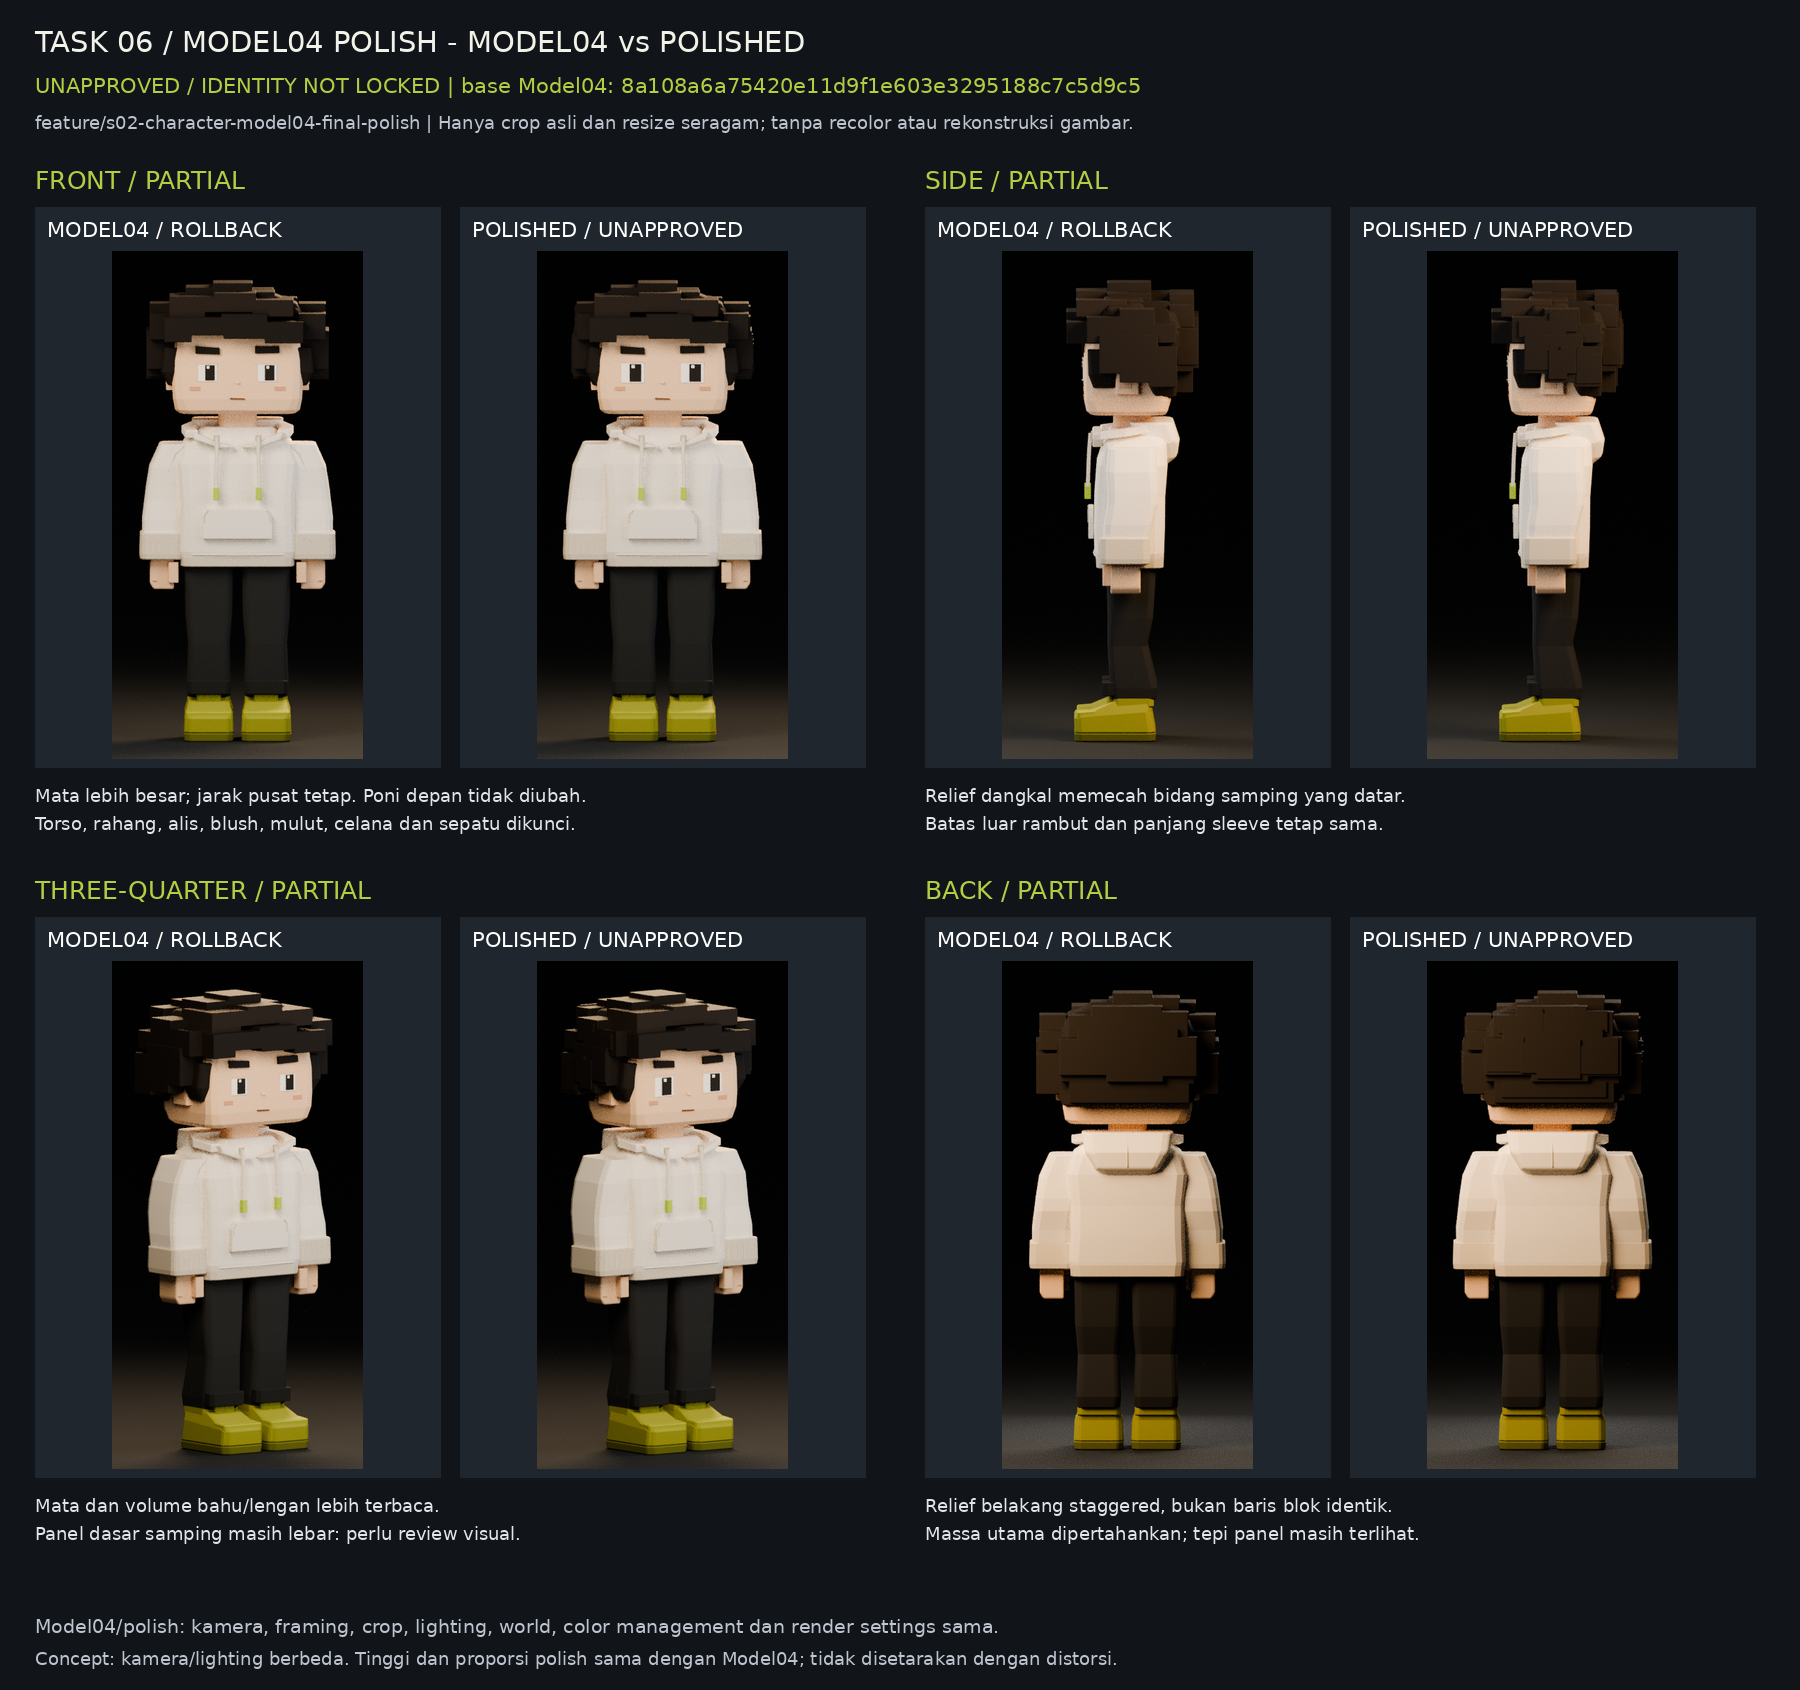 TASK 06 / MODEL04 POLISH - MODEL04 vs POLISHED
UNAPPROVED / IDENTITY NOT LOCKED | base Model04: 8a108a6a75420e11d9f1e603e3295188c7c5d9c5
feature/s02-character-model04-final-polish | Hanya crop asli dan resize seragam; tanpa recolor atau rekonstruksi gambar.
FRONT / PARTIAL
MODEL04 / ROLLBACK
POLISHED / UNAPPROVED
Mata lebih besar; jarak pusat tetap. Poni depan tidak diubah.
Torso, rahang, alis, blush, mulut, celana dan sepatu dikunci.
SIDE / PARTIAL
MODEL04 / ROLLBACK
POLISHED / UNAPPROVED
Relief dangkal memecah bidang samping yang datar.
Batas luar rambut dan panjang sleeve tetap sama.
THREE-QUARTER / PARTIAL
MODEL04 / ROLLBACK
POLISHED / UNAPPROVED
Mata dan volume bahu/lengan lebih terbaca.
Panel dasar samping masih lebar: perlu review visual.
BACK / PARTIAL
MODEL04 / ROLLBACK
POLISHED / UNAPPROVED
Relief belakang staggered, bukan baris blok identik.
Massa utama dipertahankan; tepi panel masih terlihat.
Model04/polish: kamera, framing, crop, lighting, world, color management dan render settings sama.
Concept: kamera/lighting berbeda. Tinggi dan proporsi polish sama dengan Model04; tidak disetarakan dengan distorsi.